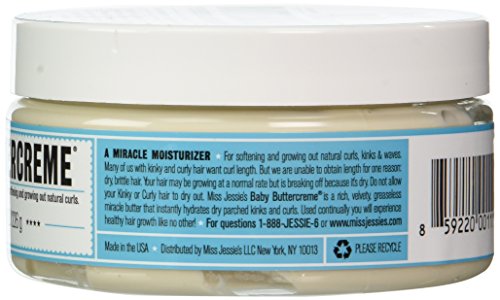 RCREME®
softening and growing out natural curls.
225 g ★★★★
A MIRACLE MOISTURIZER • For softening and growing out natural curls, kinks & waves.
Many of us with kinky and curly hair want curl length. But we are unable to obtain length for one reason:
dry, brittle hair. Your hair may be growing at a normal rate but is breaking off because it's dry. Do not allow
your Kinky or Curly hair to dry out. Miss Jessie's Baby Buttercreme® is a rich, velvety, greaseless
miracle butter that instantly hydrates dry parched kinks and curls. Used continually you will experience
healthy hair growth like no other! • For questions 1-888-JESSIE-6 or www.missjessies.com
Made in the USA • Distributed by Miss Jessie's LLC New York, NY 10013
PLEASE RECYCLE
8 59220 001